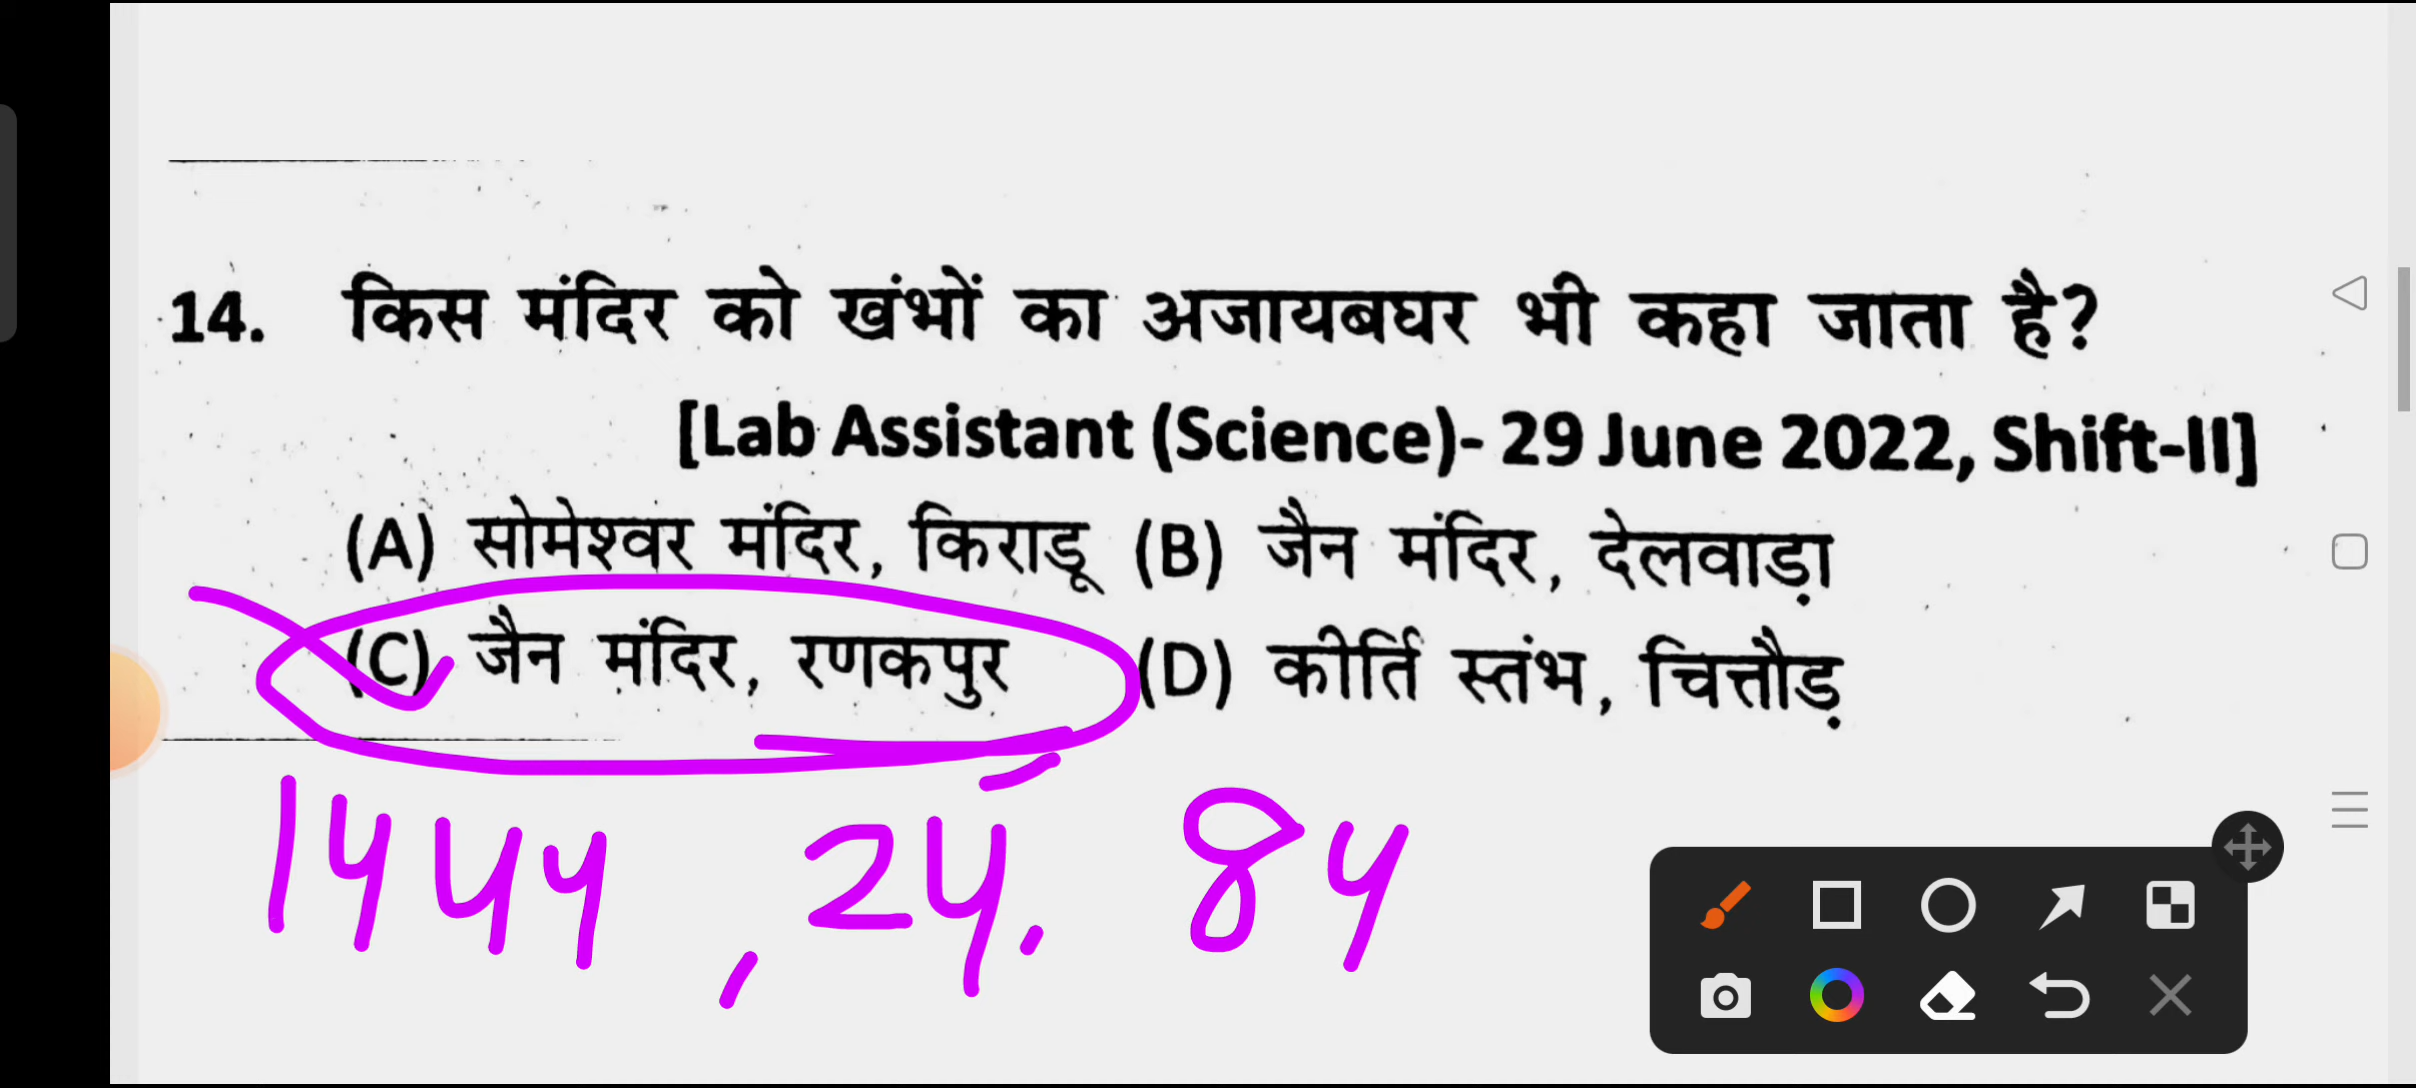 14. किस मंदिर को खंभों का अजायबघर भी कहा जाता है?
[Lab Assistant (Science)- 29 June 2022, Shift-II]
(A) सोमेश्वर मंदिर, किराडू (B) जैन मंदिर, देलवाड़ा
(C) जैन मंदिर, रणकपुर (D) कीर्ति स्तंभ, चित्तौड़
1444, 24, 84